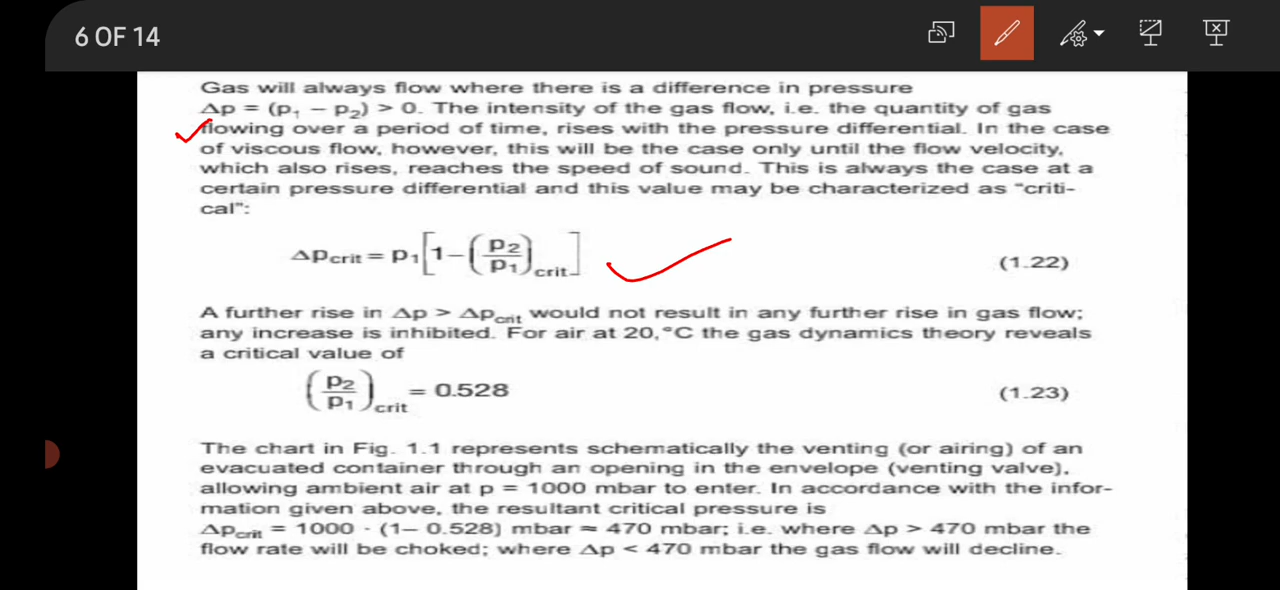 6 OF 14
Gas will always flow where there is a difference in pressure
Δp = (p₁ – p₂) > 0. The intensity of the gas flow, i.e. the quantity of gas
flowing over a period of time, rises with the pressure differential. In the case
of viscous flow, however, this will be the case only until the flow velocity,
which also rises, reaches the speed of sound. This is always the case at a
certain pressure differential and this value may be characterized as "criti-
cal":
Δpcrit = p₁[1–(p₂/p₁)crit] (1.22)
A further rise in Δp > Δpcrit would not result in any further rise in gas flow;
any increase is inhibited. For air at 20,°C the gas dynamics theory reveals
a critical value of
(p₂/p₁)crit = 0.528 (1.23)
The chart in Fig. 1.1 represents schematically the venting (or airing) of an
evacuated container through an opening in the envelope (venting valve),
allowing ambient air at p = 1000 mbar to enter. In accordance with the infor-
mation given above, the resultant critical pressure is
Δpcrit = 1000 · (1– 0.528) mbar ≈ 470 mbar; i.e. where Δp > 470 mbar the
flow rate will be choked; where Δp < 470 mbar the gas flow will decline.